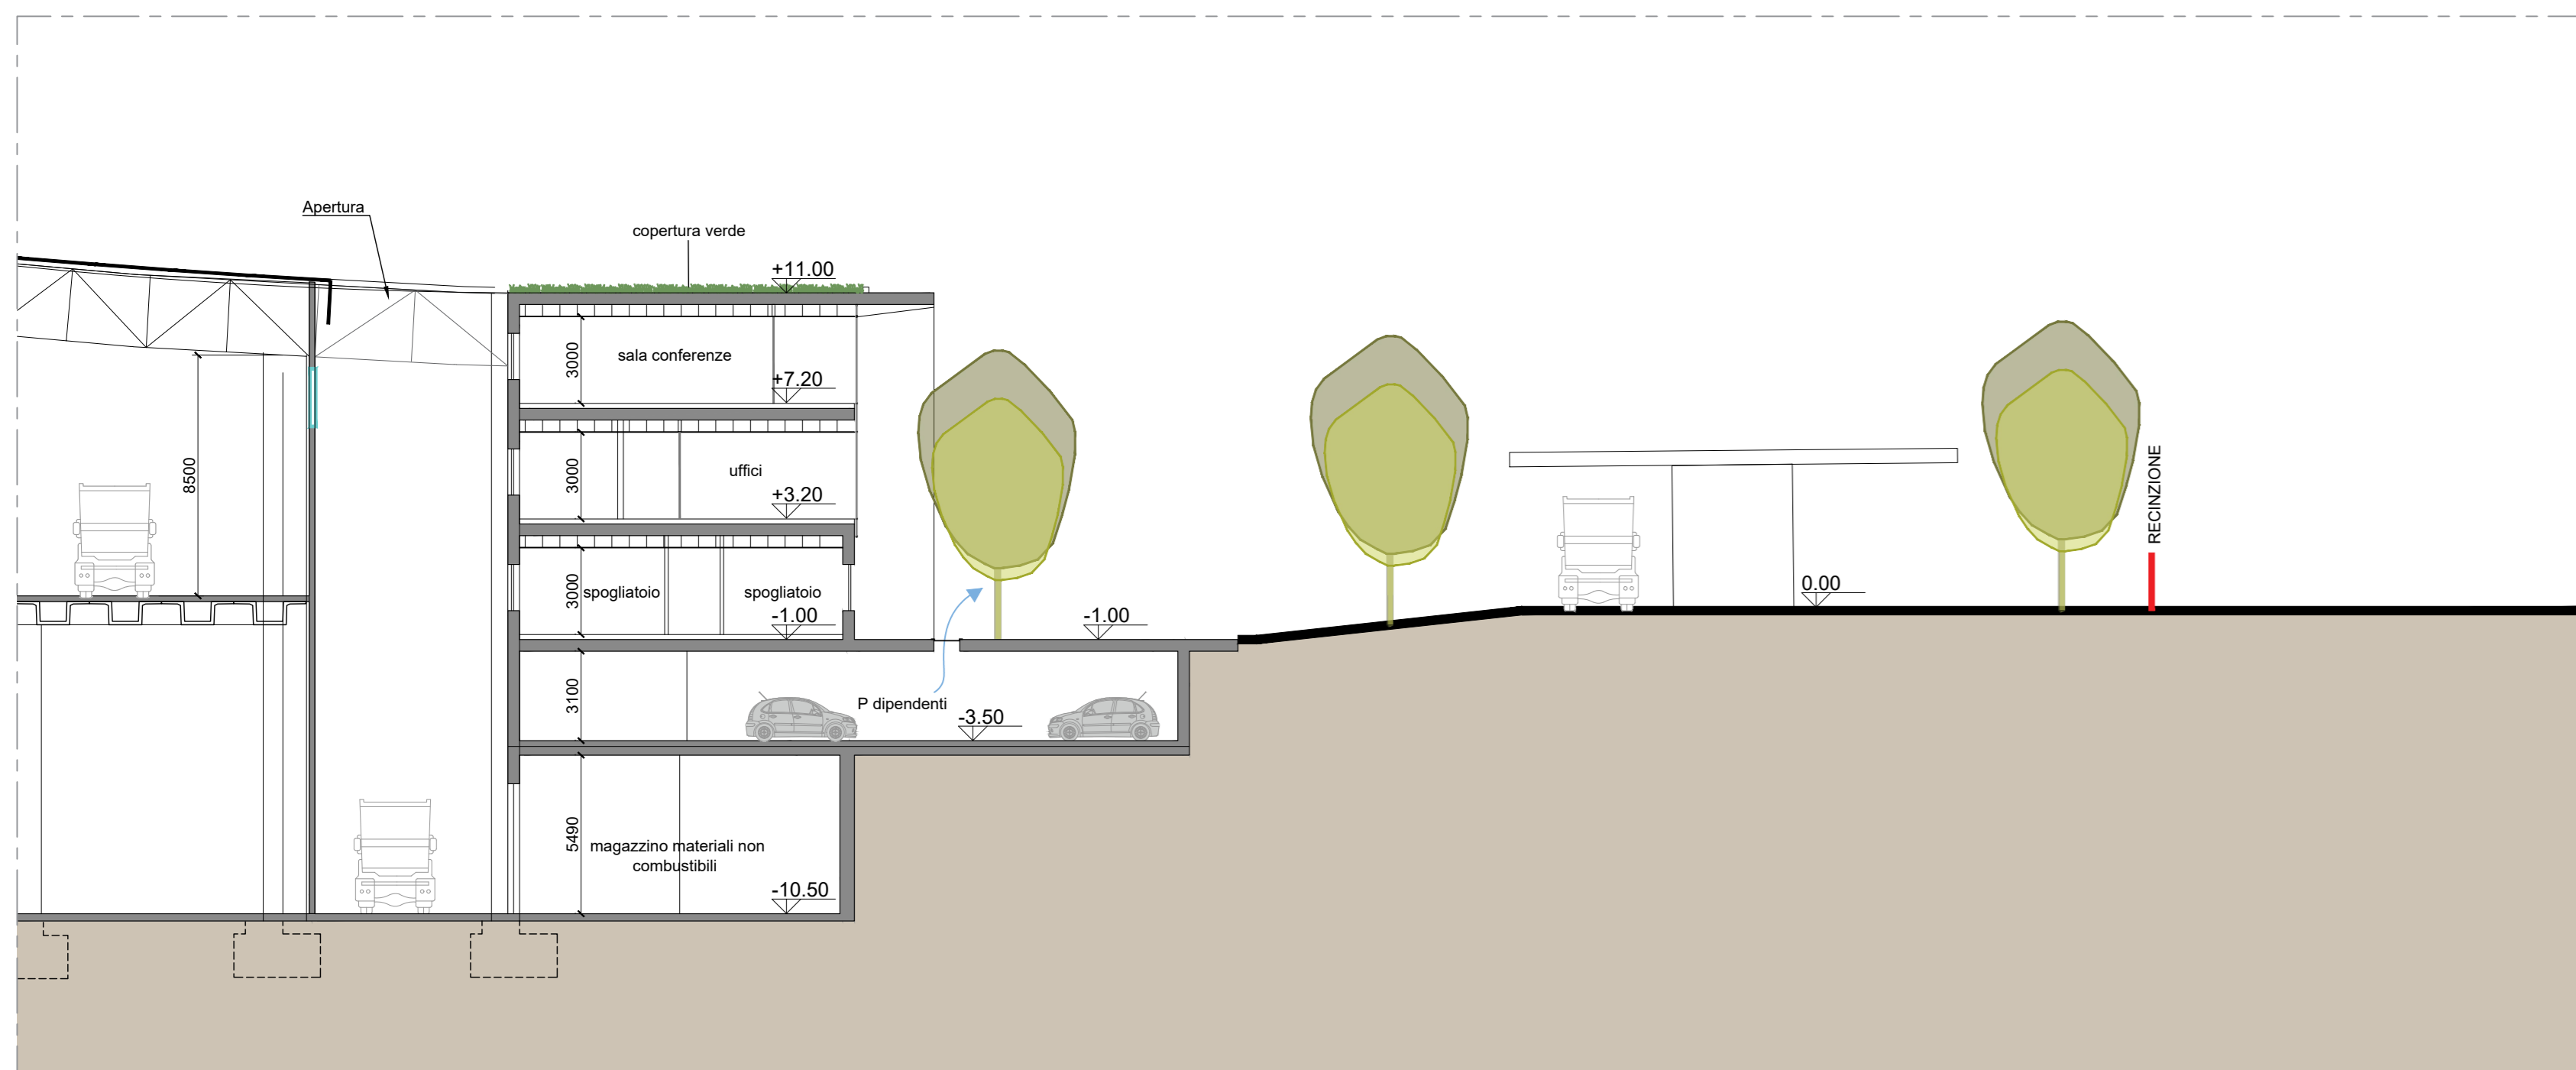 Apertura
copertura verde
+11.00
3000
sala conferenze
+7.20
8500
3000
uffici
+3.20
RECINZIONE
3000
spogliatoio
spogliatoio
-1.00
-1.00
0.00
3100
P dipendenti
-3.50
5490
magazzino materiali non
combustibili
-10.50